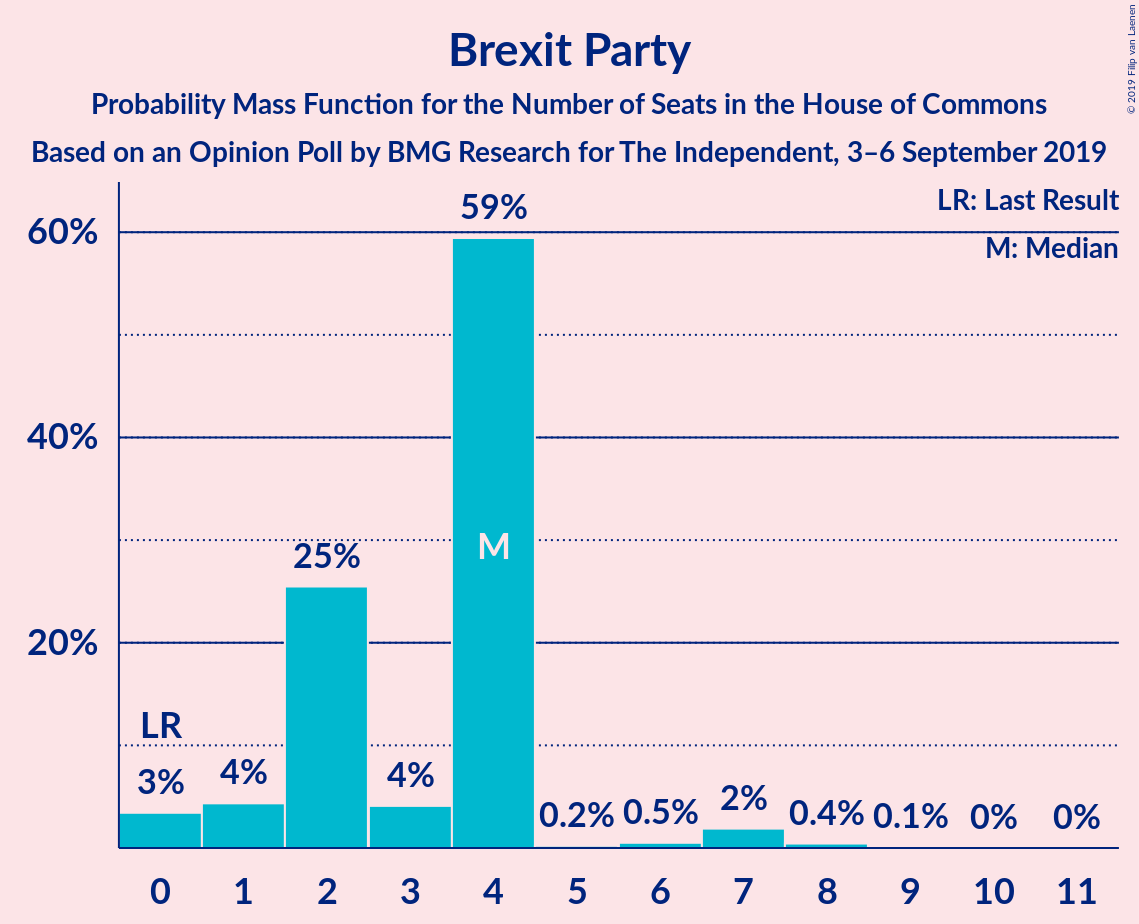 Brexit Party
Probability Mass Function for the Number of Seats in the House of Commons
Based on an Opinion Poll by BMG Research for The Independent, 3–6 September 2019
© 2019 Filip van Laenen
LR: Last Result
M: Median
60%
40%
20%
LR
3%
4%
25%
4%
59%
M
0.2%
0.5%
2%
0.4%
0.1%
0%
0%
0 1 2 3 4 5 6 7 8 9 10 11